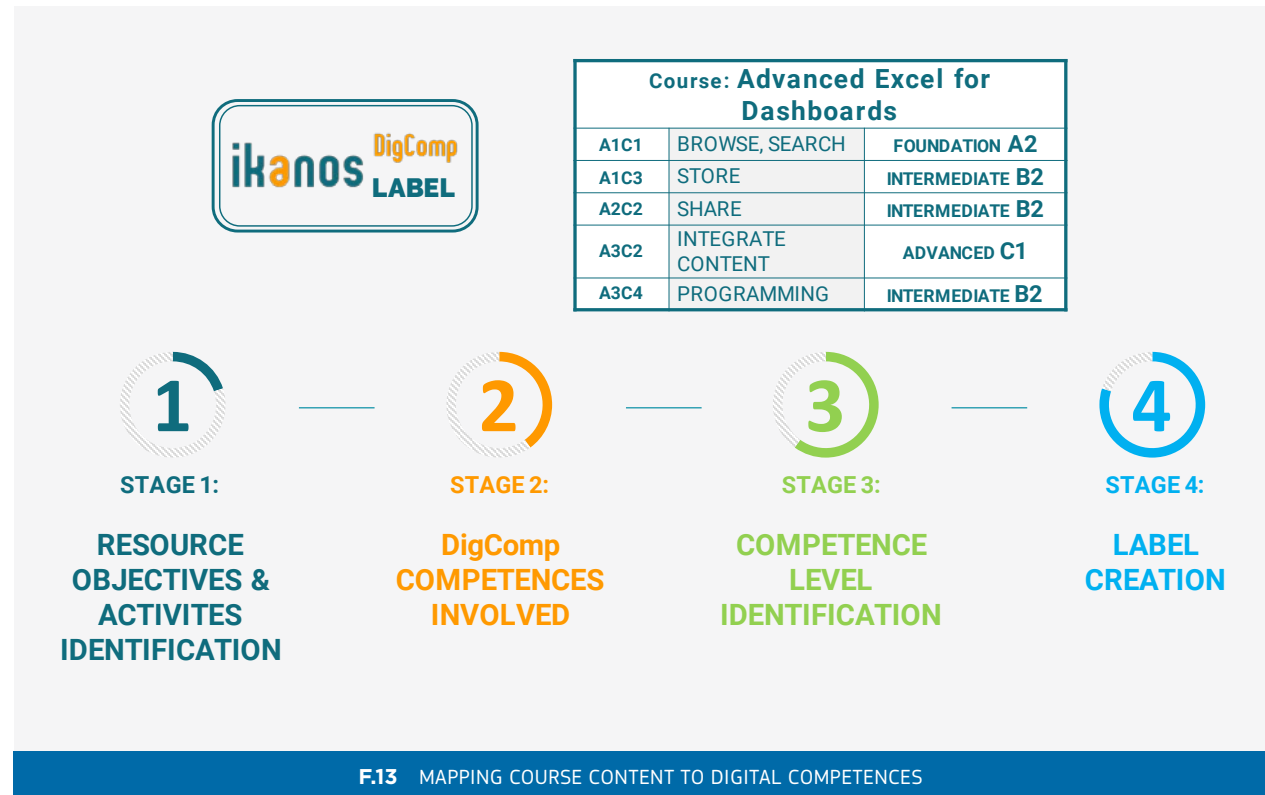 ikanos DigComp
LABEL
Course: Advanced Excel for
Dashboards
A1C1 BROWSE, SEARCH FOUNDATION A2
A1C3 STORE INTERMEDIATE B2
A2C2 SHARE INTERMEDIATE B2
A3C2 INTEGRATE
CONTENT ADVANCED C1
A3C4 PROGRAMMING INTERMEDIATE B2
1
STAGE 1:
RESOURCE
OBJECTIVES &
ACTIVITES
IDENTIFICATION
2
STAGE 2:
DigComp
COMPETENCES
INVOLVED
3
STAGE 3:
COMPETENCE
LEVEL
IDENTIFICATION
4
STAGE 4:
LABEL
CREATION
F.13 MAPPING COURSE CONTENT TO DIGITAL COMPETENCES